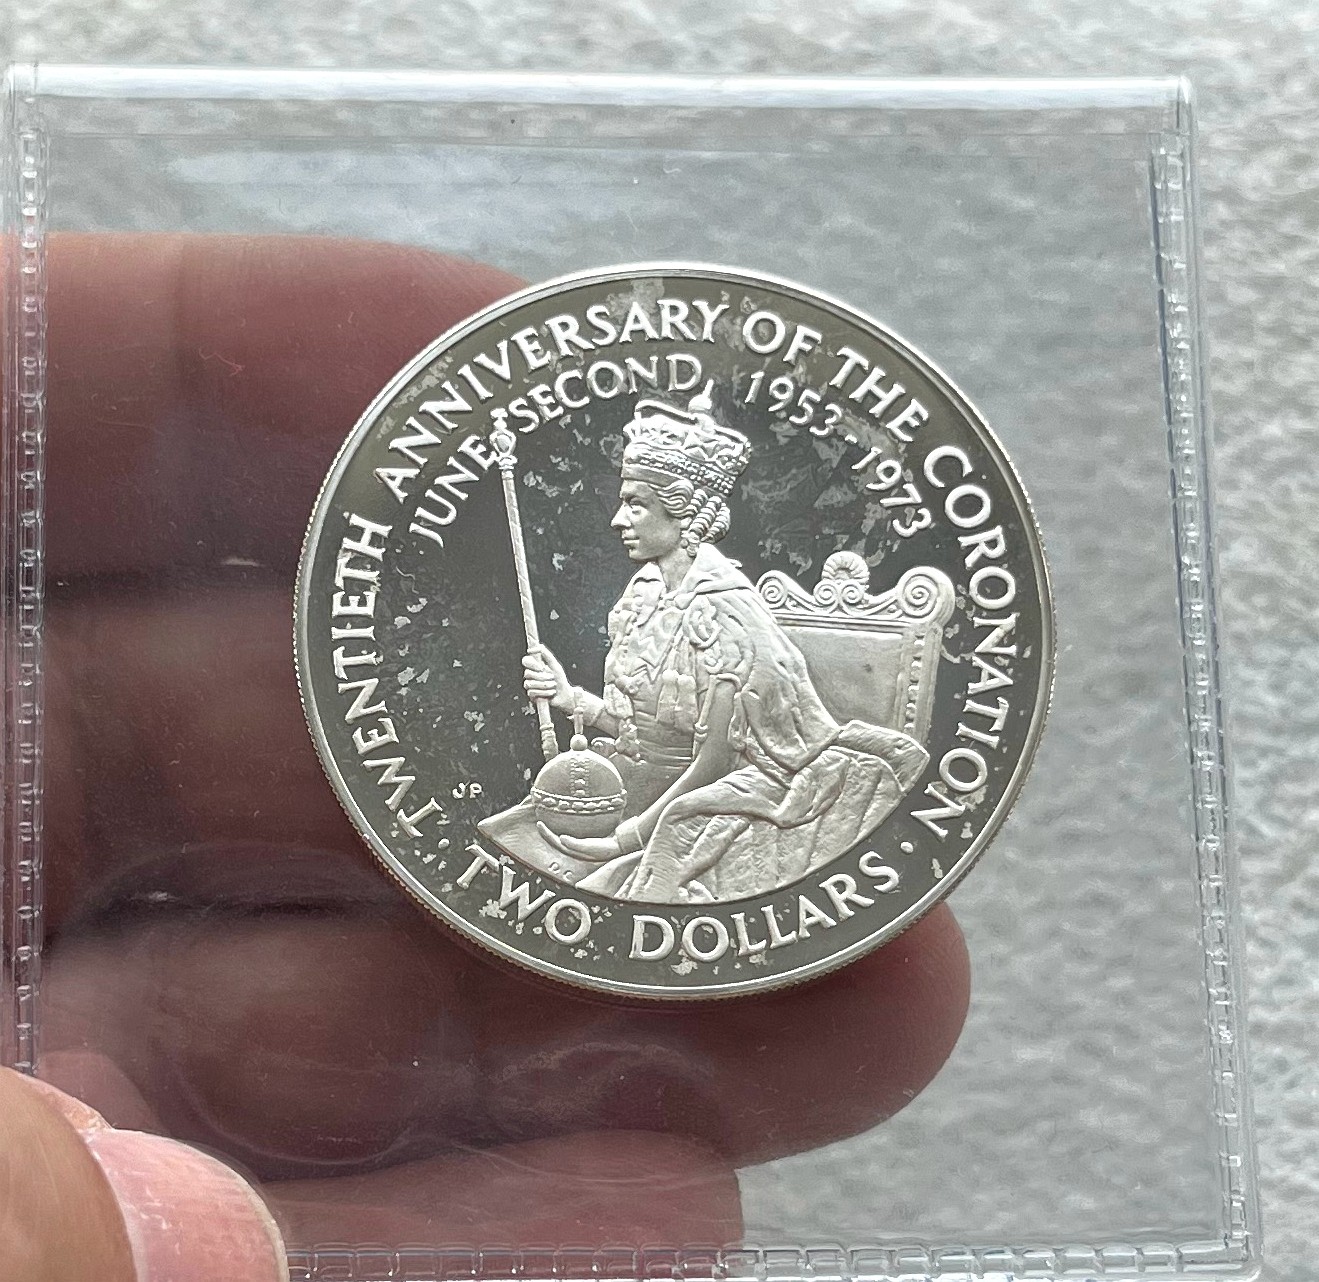 · TWENTIETH ANNIVERSARY OF THE CORONATION ·
JUNE SECOND, 1953-1973
JP
D.C
TWO DOLLARS